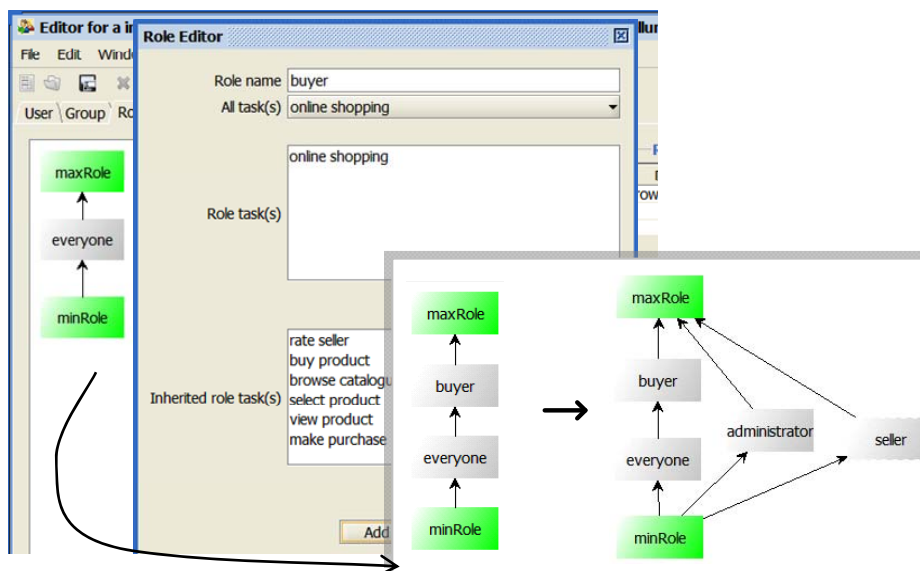 Editor for a i
Role Editor
File Edit
User Group
Role name buyer
All task(s) online shopping
maxRole
everyone
minRole
Role task(s)
online shopping
Inherited role task(s)
rate seller
buy product
browse catalogu
select product
view product
make purchase
Add
maxRole
buyer
everyone
minRole
maxRole
buyer
everyone
administrator
seller
minRole